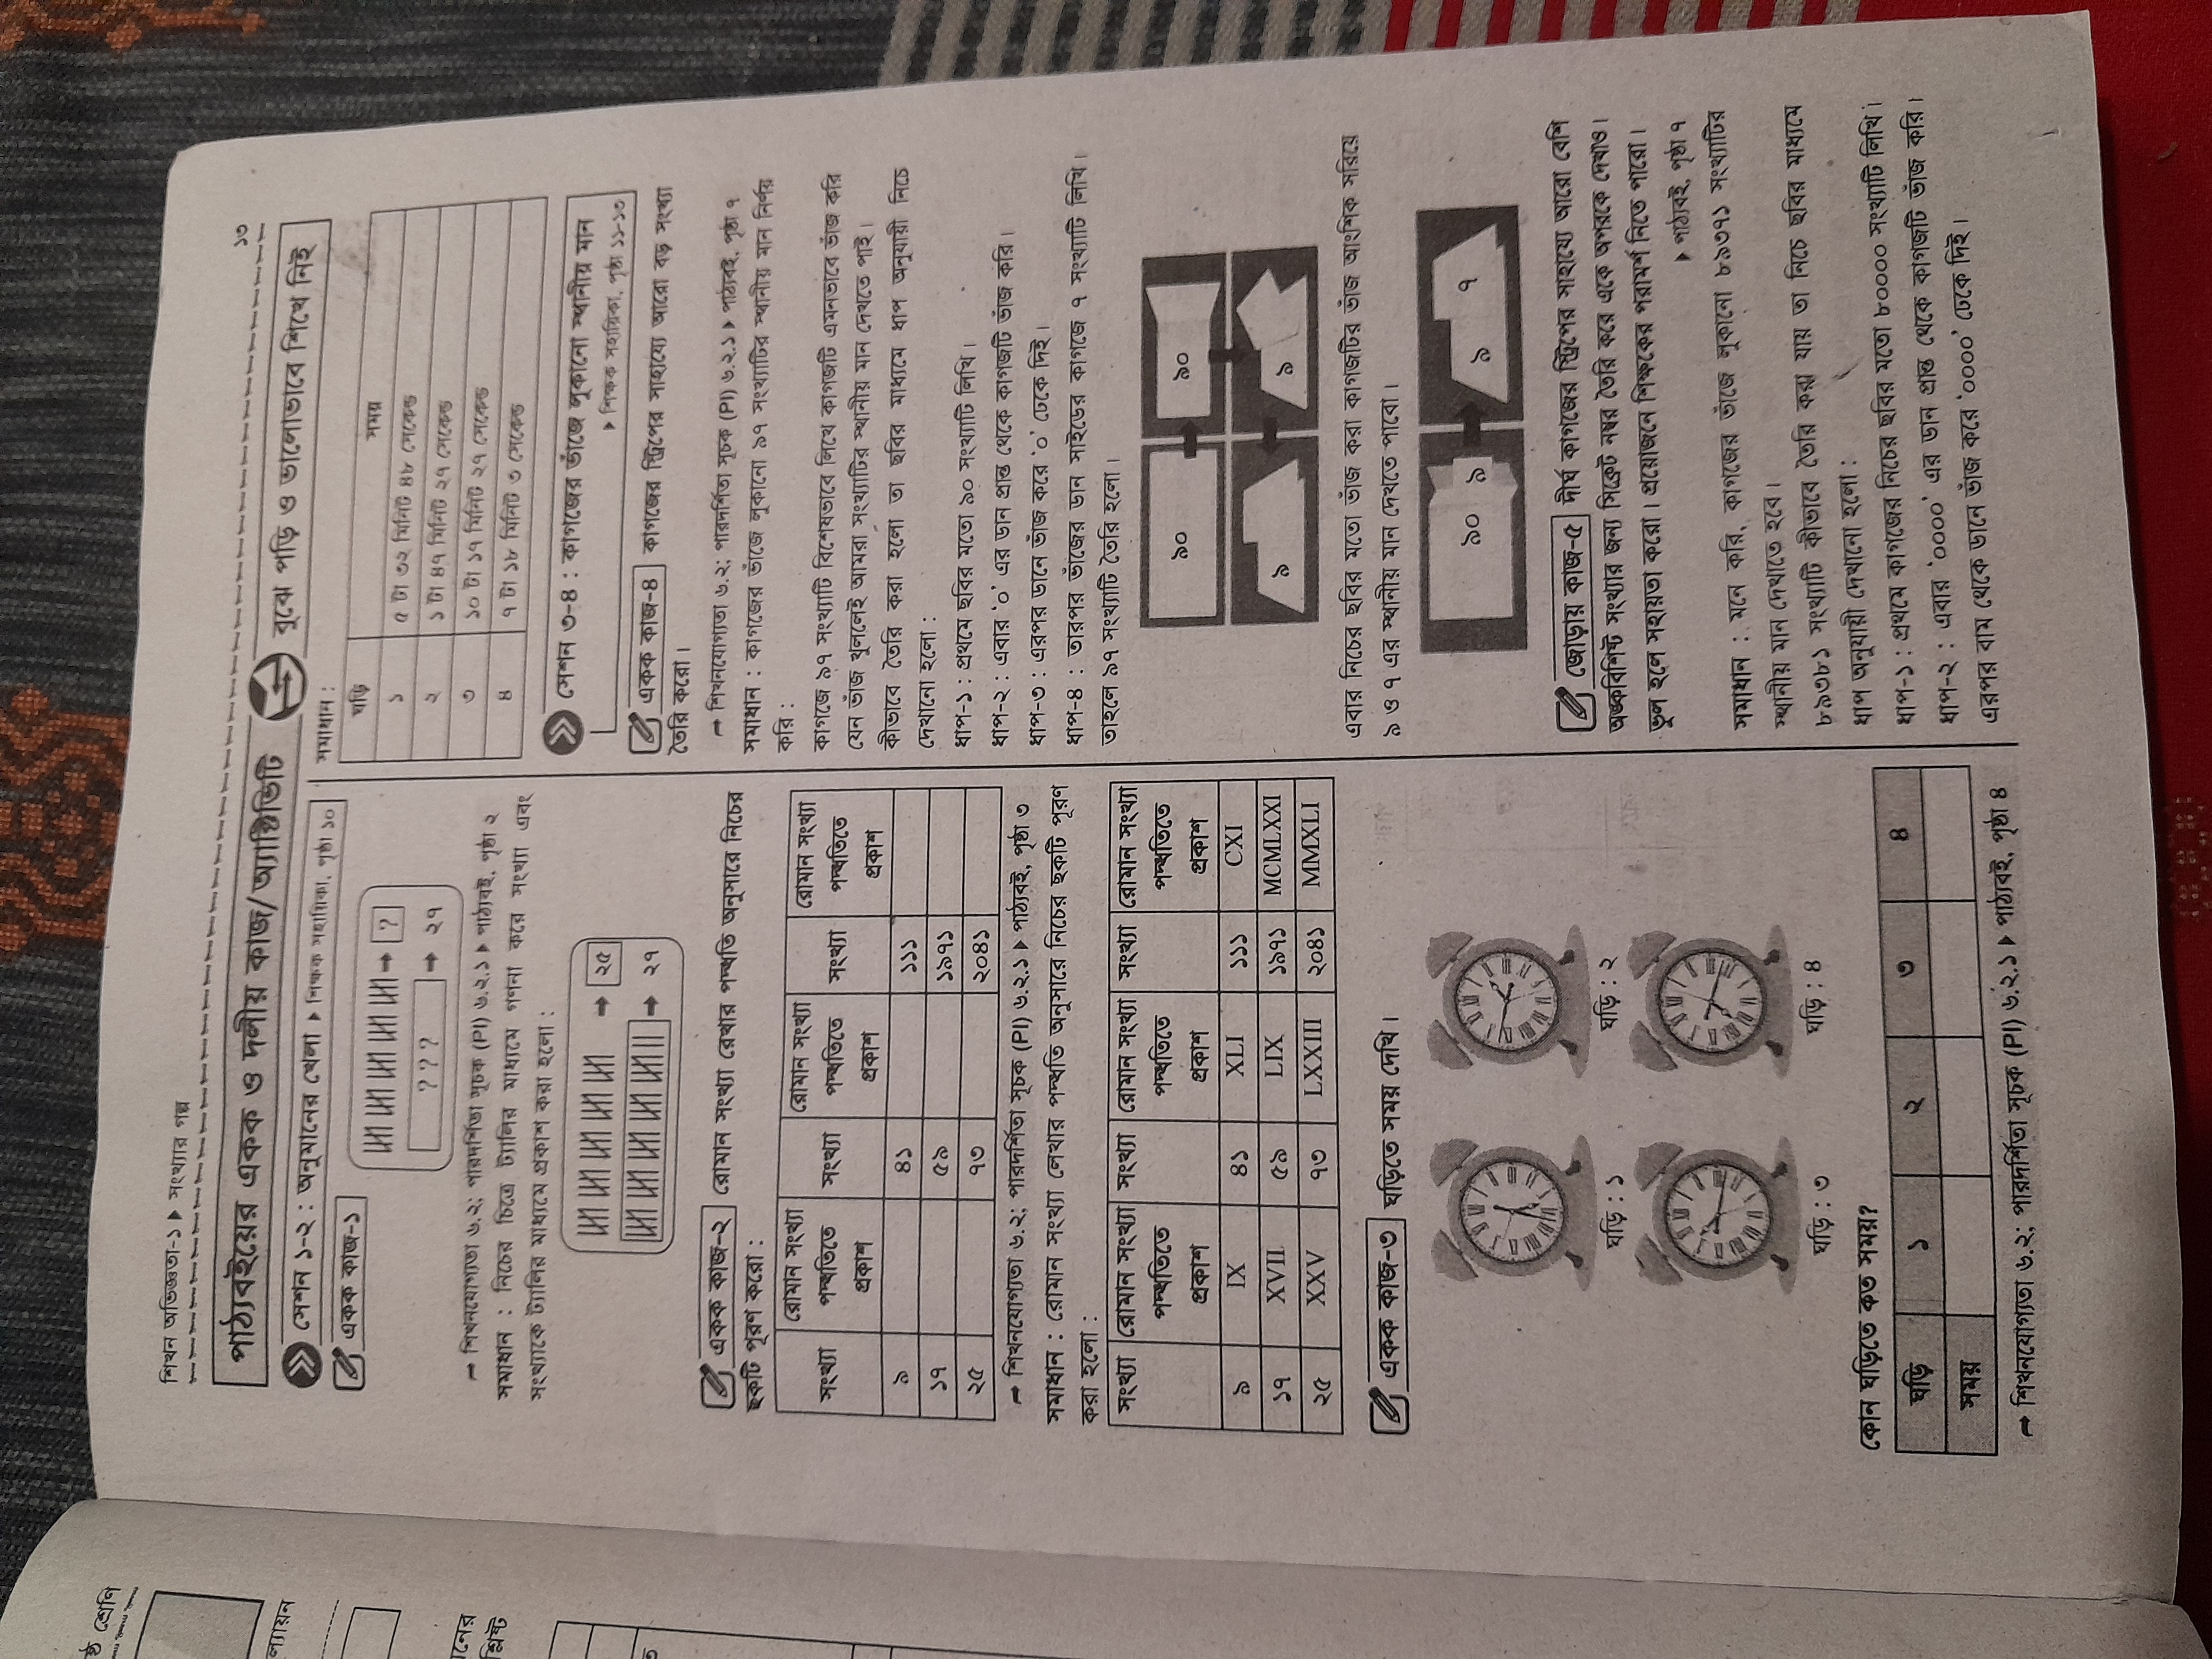 ষ্ঠ শ্রেণি
ল্যায়ন
শিখন অভিজ্ঞতা-১ ▶ সংখ্যার গল্প
১৩
পাঠ্যবইয়ের একক ও দলীয় কাজ/অ্যাক্টিভিটি
বুঝে পড়ি ও ভালোভাবে শিখে নিই
সেশন ১-২ : অনুমানের খেলা ▶ শিক্ষক সহায়িকা, পৃষ্ঠা ১০
একক কাজ-১
➡ ?
? ? ? ➡ ২৭
➡ শিখনযোগ্যতা ৬.২; পারদর্শিতা সূচক (PI) ৬.২.১ ▶ পাঠ্যবই, পৃষ্ঠা ২
সমাধান : নিচের চিত্রে ট্যালির মাধ্যমে গণনা করে সংখ্যা এবং
সংখ্যাকে ট্যালির মাধ্যমে প্রকাশ করা হলো :
➡ ২৫
➡ ২৭
একক কাজ-২ রোমান সংখ্যা রেখার পদ্ধতি অনুসারে নিচের
ছকটি পূরণ করো :
সংখ্যা রোমান সংখ্যা পদ্ধতিতে প্রকাশ সংখ্যা রোমান সংখ্যা পদ্ধতিতে প্রকাশ সংখ্যা রোমান সংখ্যা পদ্ধতিতে প্রকাশ
৯ ৪১ ১১১
১৭ ৫৯ ১৯৭১
২৫ ৭৩ ২০৪১
➡ শিখনযোগ্যতা ৬.২; পারদর্শিতা সূচক (PI) ৬.২.১ ▶ পাঠ্যবই, পৃষ্ঠা ৩
সমাধান : রোমান সংখ্যা লেখার পদ্ধতি অনুসারে নিচের ছকটি পূরণ
করা হলো :
সংখ্যা রোমান সংখ্যা পদ্ধতিতে প্রকাশ সংখ্যা রোমান সংখ্যা পদ্ধতিতে প্রকাশ সংখ্যা রোমান সংখ্যা পদ্ধতিতে প্রকাশ
৯ IX ৪১ XLI ১১১ CXI
১৭ XVII ৫৯ LIX ১৯৭১ MCMLXXI
২৫ XXV ৭৩ LXXIII ২০৪১ MMXLI
একক কাজ-৩ ঘড়িতে সময় দেখি।
ঘড়ি : ১ ঘড়ি : ২
ঘড়ি : ৩ ঘড়ি : ৪
কোন ঘড়িতে কত সময়?
ঘড়ি ১ ২ ৩ ৪
সময়
➡ শিখনযোগ্যতা ৬.২; পারদর্শিতা সূচক (PI) ৬.২.১ ▶ পাঠ্যবই, পৃষ্ঠা ৪
সমাধান :
ঘড়ি সময়
১ ৫ টা ৩২ মিনিট ৪৮ সেকেন্ড
২ ১ টা ৪৭ মিনিট ২৭ সেকেন্ড
৩ ১০ টা ১৭ মিনিট ২৭ সেকেন্ড
৪ ৭ টা ১৮ মিনিট ৩ সেকেন্ড
সেশন ৩-৪ : কাগজের ভাঁজে লুকানো স্থানীয় মান
▶ শিক্ষক সহায়িকা, পৃষ্ঠা ১১-১৩
একক কাজ-৪ কাগজের স্ট্রিপের সাহায্যে আরো বড় সংখ্যা
তৈরি করো।
➡ শিখনযোগ্যতা ৬.২; পারদর্শিতা সূচক (PI) ৬.২.১ ▶ পাঠ্যবই, পৃষ্ঠা ৭
সমাধান : কাগজের ভাঁজে লুকানো ৯৭ সংখ্যাটির স্থানীয় মান নির্ণয়
করি :
কাগজে ৯৭ সংখ্যাটি বিশেষভাবে লিখে কাগজটি এমনভাবে ভাঁজ করি
যেন ভাঁজ খুললেই আমরা সংখ্যাটির স্থানীয় মান দেখতে পাই।
কীভাবে তৈরি করা হলো তা ছবির মাধ্যমে ধাপ অনুযায়ী নিচে
দেখানো হলো :
ধাপ-১ : প্রথমে ছবির মতো ৯০ সংখ্যাটি লিখি।
ধাপ-২ : এবার ‘০’ এর ডান প্রান্ত থেকে কাগজটি ভাঁজ করি।
ধাপ-৩ : এরপর ডানে ভাঁজ করে ‘০’ ঢেকে দিই।
ধাপ-৪ : তারপর ভাঁজের ডান সাইডের কাগজে ৭ সংখ্যাটি লিখি।
তাহলে ৯৭ সংখ্যাটি তৈরি হলো।
৯০ ৯০
৯ ৯
এবার নিচের ছবির মতো ভাঁজ করা কাগজটির ভাঁজ আংশিক সরিয়ে
৯ ও ৭ এর স্থানীয় মান দেখতে পাবো।
৯০ ৯ ৯ ৭
জোড়ায় কাজ-৫ দীর্ঘ কাগজের স্ট্রিপের সাহায্যে আরো বেশি
অঙ্কবিশিষ্ট সংখ্যার জন্য সিক্রেট নম্বর তৈরি করে একে অপরকে দেখাও।
ভুল হলে সহায়তা করো। প্রয়োজনে শিক্ষকের পরামর্শ নিতে পারো।
▶ পাঠ্যবই, পৃষ্ঠা ৭
সমাধান : মনে করি, কাগজের ভাঁজে লুকানো ৮৯৩৭১ সংখ্যাটির
স্থানীয় মান দেখাতে হবে।
৮৯৩৮১ সংখ্যাটি কীভাবে তৈরি করা যায় তা নিচে ছবির মাধ্যমে
ধাপ অনুযায়ী দেখানো হলো :
ধাপ-১ : প্রথমে কাগজের নিচের ছবির মতো ৮০০০০ সংখ্যাটি লিখি।
ধাপ-২ : এবার ‘০০০০’ এর ডান প্রান্ত থেকে কাগজটি ভাঁজ করি।
এরপর বাম থেকে ডানে ভাঁজ করে ‘০০০০’ ঢেকে দিই।